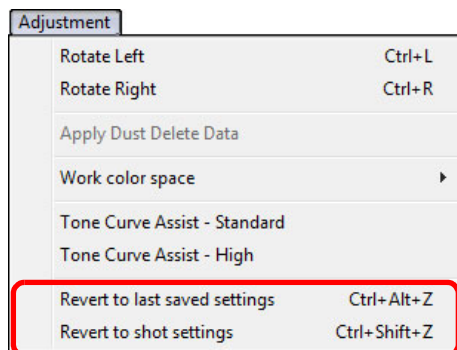 Adjustment
Rotate Left Ctrl+L
Rotate Right Ctrl+R
Apply Dust Delete Data
Work color space
Tone Curve Assist - Standard
Tone Curve Assist - High
Revert to last saved settings Ctrl+Alt+Z
Revert to shot settings Ctrl+Shift+Z